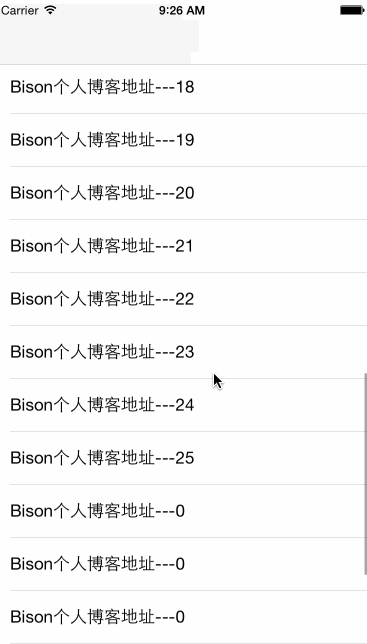 Carrier 9:26 AM
Bison个人博客地址---18
Bison个人博客地址---19
Bison个人博客地址---20
Bison个人博客地址---21
Bison个人博客地址---22
Bison个人博客地址---23
Bison个人博客地址---24
Bison个人博客地址---25
Bison个人博客地址---0
Bison个人博客地址---0
Bison个人博客地址---0